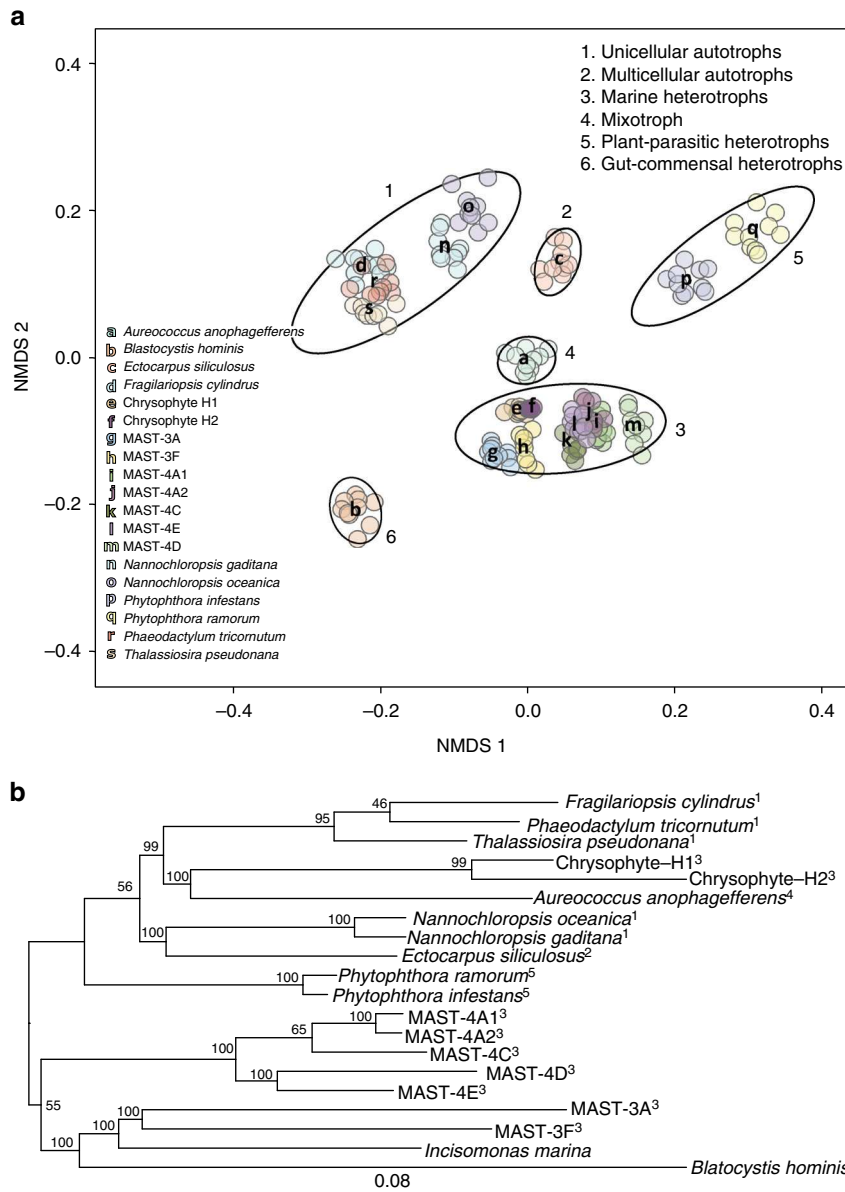 a
1. Unicellular autotrophs
2. Multicellular autotrophs
3. Marine heterotrophs
4. Mixotroph
5. Plant-parasitic heterotrophs
6. Gut-commensal heterotrophs
0.4
0.2
0.0
−0.2
−0.4
NMDS 2
1
2
5
4
3
6
o
n
d
r
s
c
q
p
a
e
f
j
l
i
m
k
h
g
b
a Aureococcus anophagefferens
b Blastocystis hominis
c Ectocarpus siliculosus
d Fragilariopsis cylindrus
e Chrysophyte H1
f Chrysophyte H2
g MAST-3A
h MAST-3F
i MAST-4A1
j MAST-4A2
k MAST-4C
l MAST-4E
m MAST-4D
n Nannochloropsis gaditana
o Nannochloropsis oceanica
p Phytophthora infestans
q Phytophthora ramorum
r Phaeodactylum tricornutum
s Thalassiosira pseudonana
−0.4 −0.2 0.0 0.2 0.4
NMDS 1
b
46 Fragilariopsis cylindrus1
95 Phaeodactylum tricornutum1
Thalassiosira pseudonana1
99
99 Chrysophyte–H13
Chrysophyte–H23
100
Aureococcus anophagefferens4
56
100 Nannochloropsis oceanica1
Nannochloropsis gaditana1
100
Ectocarpus siliculosus2
100 Phytophthora ramorum5
Phytophthora infestans5
100 MAST-4A13
65 MAST-4A23
MAST-4C3
100
100 MAST-4D3
MAST-4E3
55
100 MAST-3A3
100 MAST-3F3
100 Incisomonas marina
Blatocystis hominis
0.08